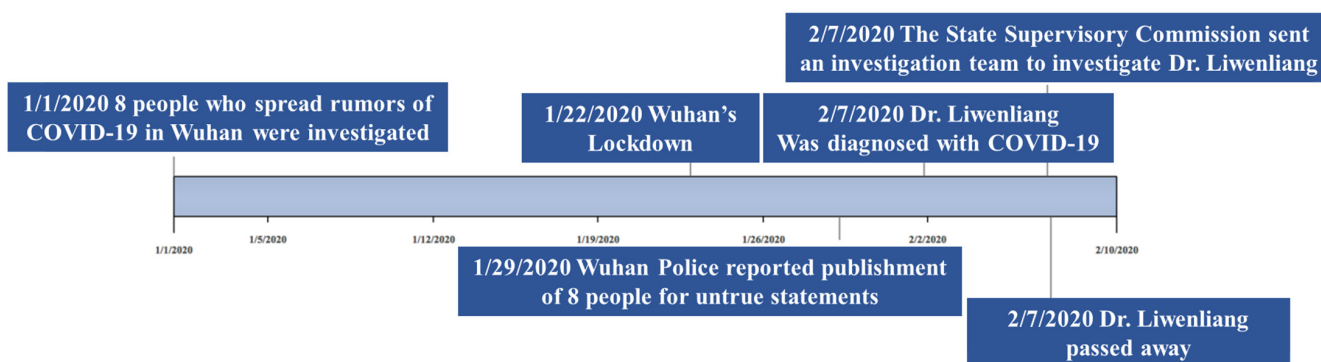 2/7/2020 The State Supervisory Commission sent
an investigation team to investigate Dr. Liwenliang
1/1/2020 8 people who spread rumors of
COVID-19 in Wuhan were investigated
1/22/2020 Wuhan's
Lockdown
2/7/2020 Dr. Liwenliang
Was diagnosed with COVID-19
1/1/2020
1/5/2020
1/12/2020
1/19/2020
1/26/2020
2/2/2020
2/10/2020
1/29/2020 Wuhan Police reported publishment
of 8 people for untrue statements
2/7/2020 Dr. Liwenliang
passed away